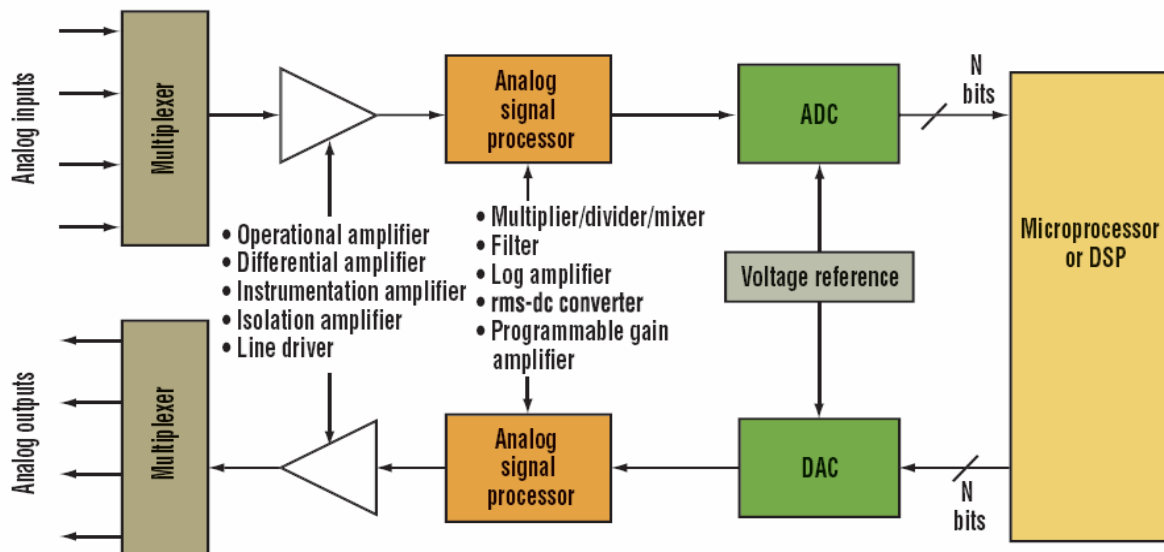 Analog inputs
Multiplexer
Analog
signal
processor
ADC
N
bits
Microprocessor
or DSP
• Operational amplifier
• Differential amplifier
• Instrumentation amplifier
• Isolation amplifier
• Line driver
• Multiplier/divider/mixer
• Filter
• Log amplifier
• rms-dc converter
• Programmable gain
amplifier
Voltage reference
Analog outputs
Multiplexer
Analog
signal
processor
DAC
N
bits